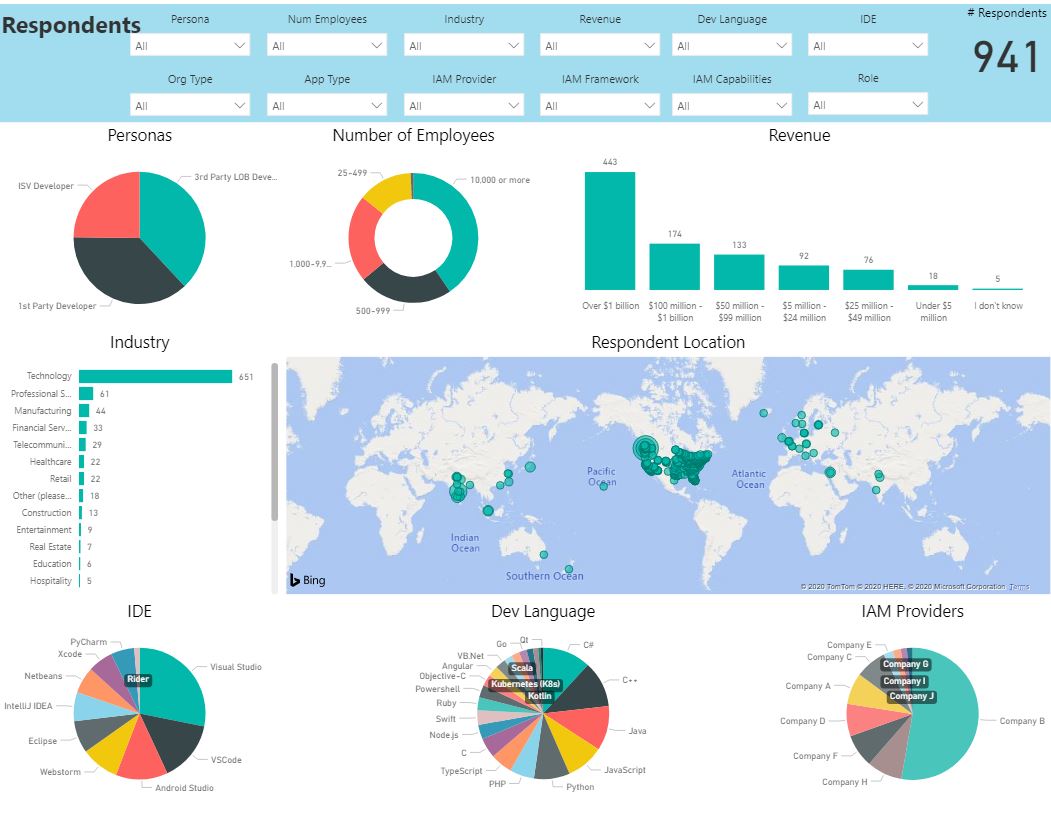 Respondents
Persona
Num Employees
Industry
Revenue
Dev Language
IDE
# Respondents
All
All
All
All
All
All
941
Org Type
App Type
IAM Provider
IAM Framework
IAM Capabilities
Role
All
All
All
All
All
All
Personas
ISV Developer
3rd Party LOB Deve...
1st Party Developer
Number of Employees
25-499
10,000 or more
1,000-9,9...
500-999
Revenue
443
174
133
92
76
18
5
Over $1 billion
$100 million -
$1 billion
$50 million -
$99 million
$5 million -
$24 million
$25 million -
$49 million
Under $5
million
I don't know
Industry
Technology 651
Professional S... 61
Manufacturing 44
Financial Serv... 33
Telecommuni... 29
Healthcare 22
Retail 22
Other (please... 18
Construction 13
Entertainment 9
Real Estate 7
Education 6
Hospitality 5
Respondent Location
Pacific
Ocean
Atlantic
Ocean
Indian
Ocean
Southern Ocean
Bing
© 2020 TomTom © 2020 HERE, © 2020 Microsoft Corporation Terms
IDE
PyCharm
Xcode
Netbeans
IntelliJ IDEA
Eclipse
Webstorm
Android Studio
VSCode
Visual Studio
Rider
Dev Language
Qt
Go
VB.Net
Angular
Objective-C
Powershell
Ruby
Swift
Node.js
C
TypeScript
PHP
Python
JavaScript
Java
C++
C#
Scala
Kubernetes (K8s)
Kotlin
IAM Providers
Company E
Company C
Company A
Company D
Company F
Company H
Company B
Company G
Company I
Company J